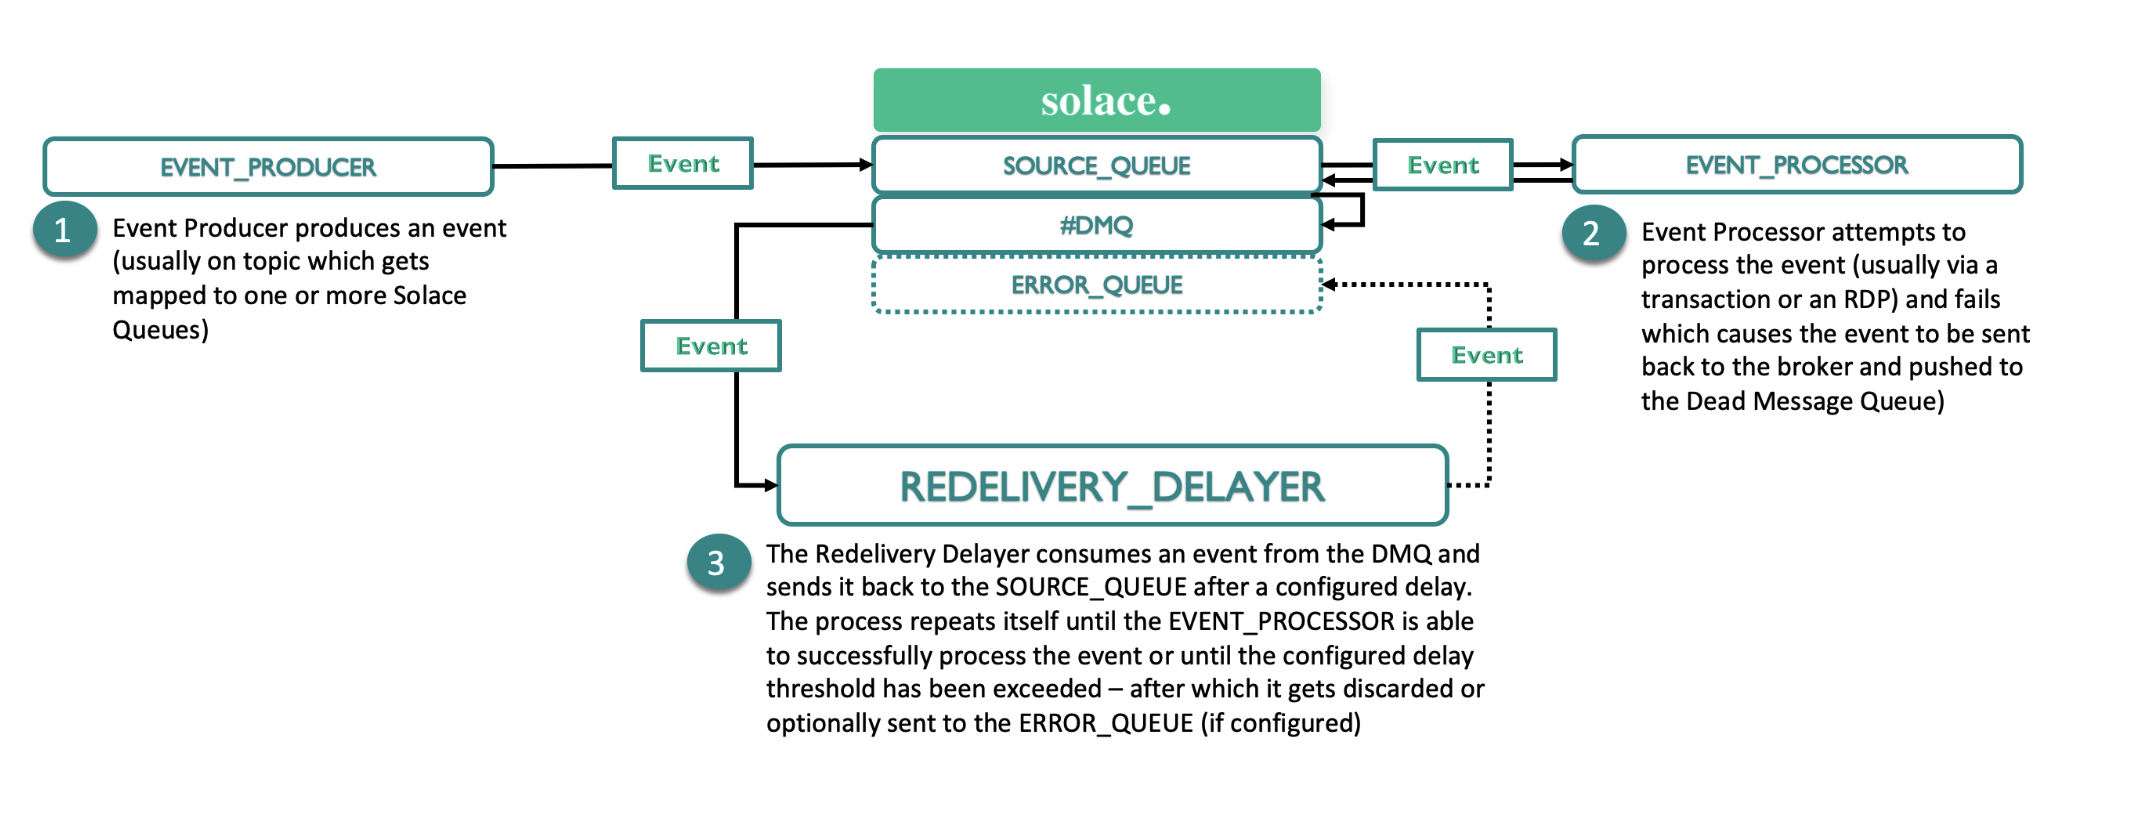 solace.
EVENT_PRODUCER
Event
SOURCE_QUEUE
Event
EVENT_PROCESSOR
#DMQ
ERROR_QUEUE
1
Event Producer produces an event
(usually on topic which gets
mapped to one or more Solace
Queues)
2
Event Processor attempts to
process the event (usually via a
transaction or an RDP) and fails
which causes the event to be sent
back to the broker and pushed to
the Dead Message Queue)
Event
Event
REDELIVERY_DELAYER
3
The Redelivery Delayer consumes an event from the DMQ and
sends it back to the SOURCE_QUEUE after a configured delay.
The process repeats itself until the EVENT_PROCESSOR is able
to successfully process the event or until the configured delay
threshold has been exceeded – after which it gets discarded or
optionally sent to the ERROR_QUEUE (if configured)